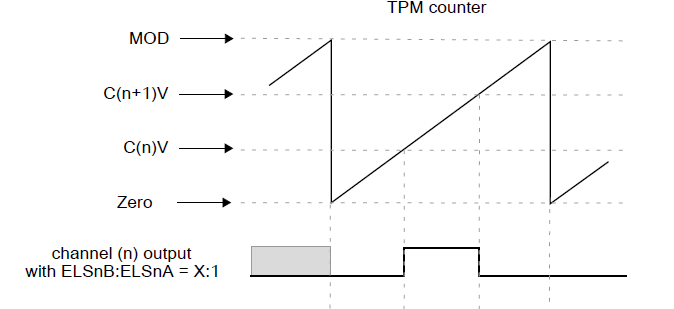 TPM counter
MOD
C(n+1)V
C(n)V
Zero
channel (n) output
with ELSnB:ELSnA = X:1